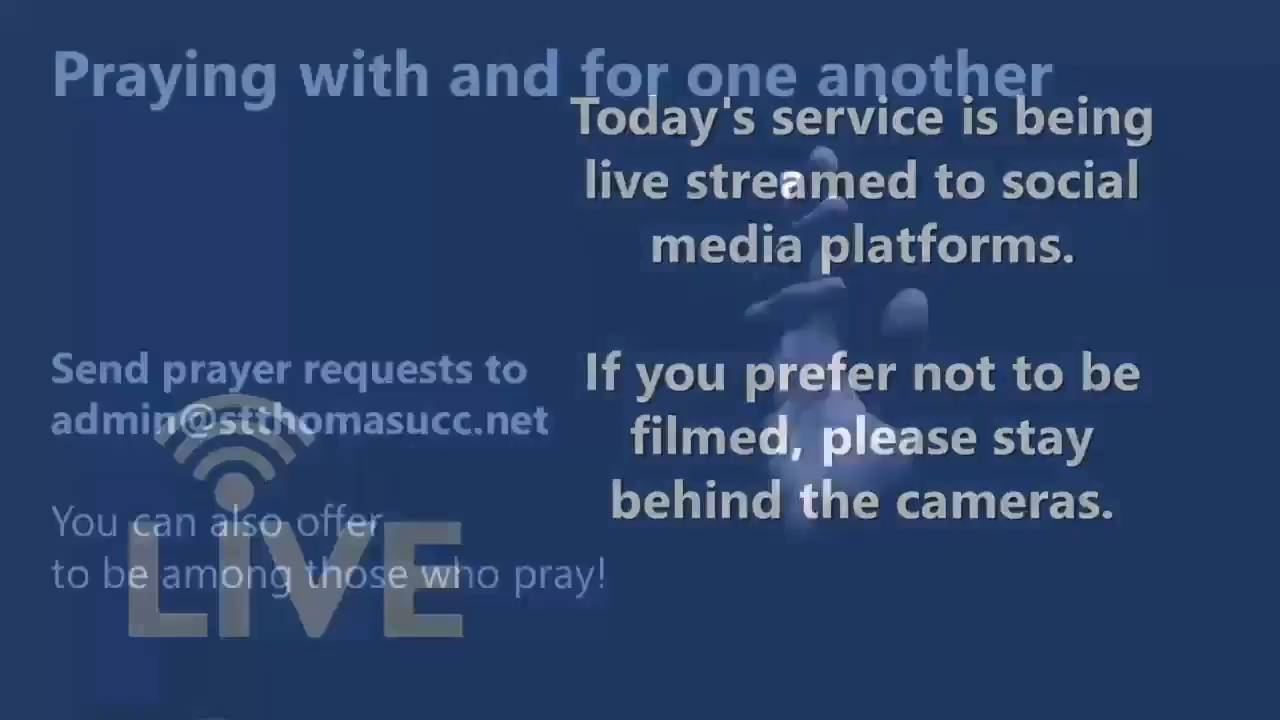 Praying with and for one another
Today's service is being
live streamed to social
media platforms.
Send prayer requests to
admin@stthomasucc.net
If you prefer not to be
filmed, please stay
behind the cameras.
You can also offer
to be among those who pray!
LIVE